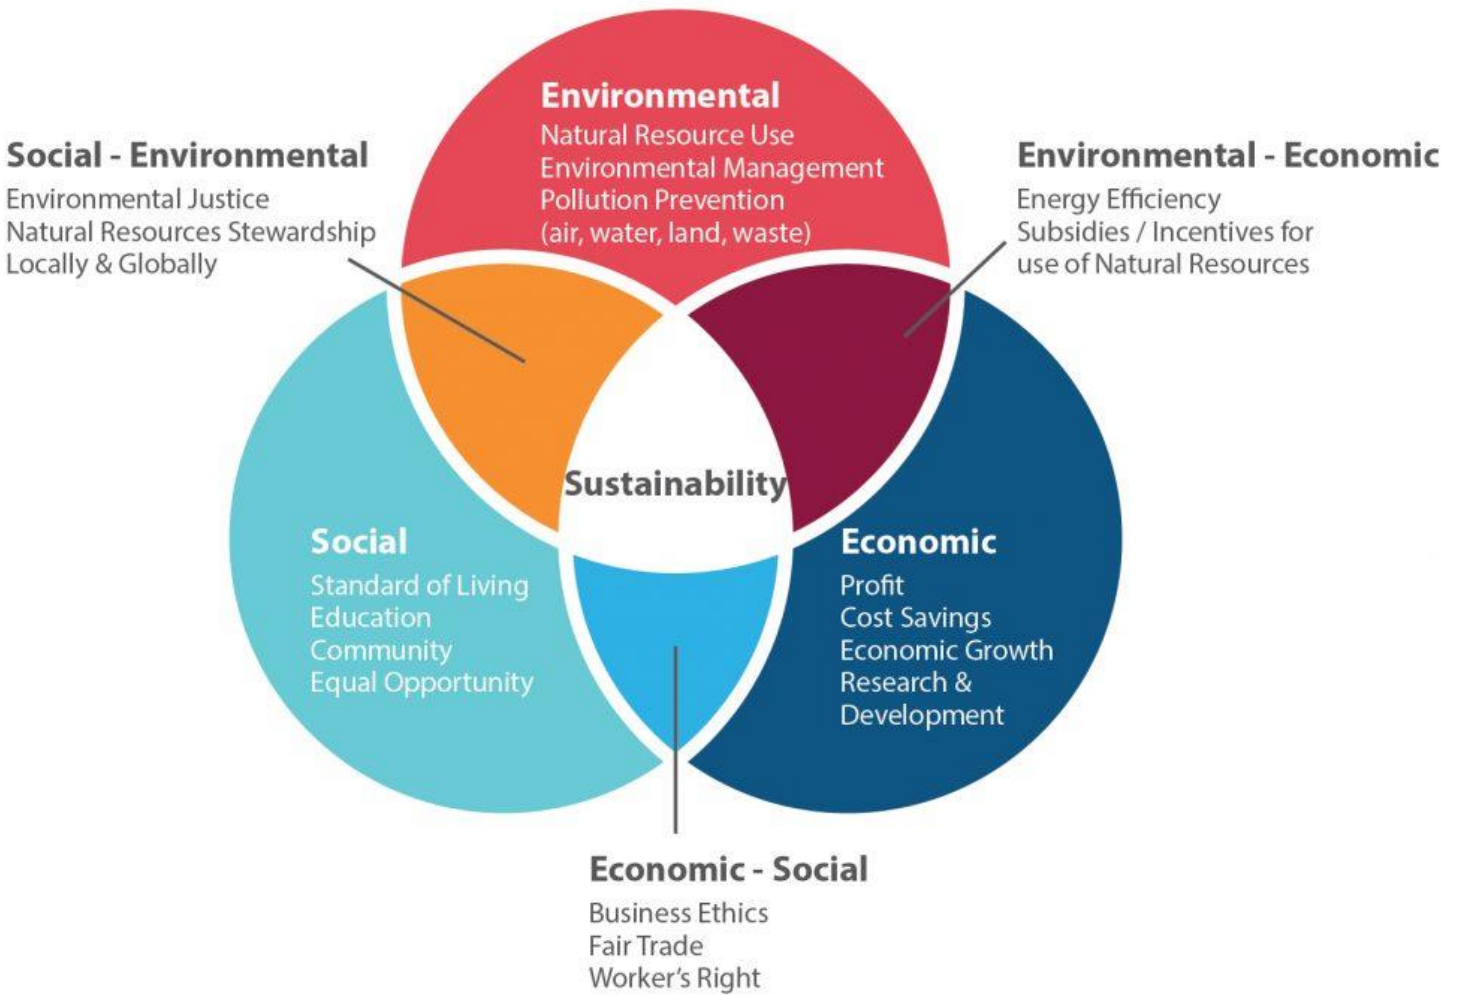 Environmental
Natural Resource Use
Environmental Management
Pollution Prevention
(air, water, land, waste)
Social - Environmental
Environmental Justice
Natural Resources Stewardship
Locally & Globally
Environmental - Economic
Energy Efficiency
Subsidies / Incentives for
use of Natural Resources
Sustainability
Social
Standard of Living
Education
Community
Equal Opportunity
Economic
Profit
Cost Savings
Economic Growth
Research &
Development
Economic - Social
Business Ethics
Fair Trade
Worker’s Right